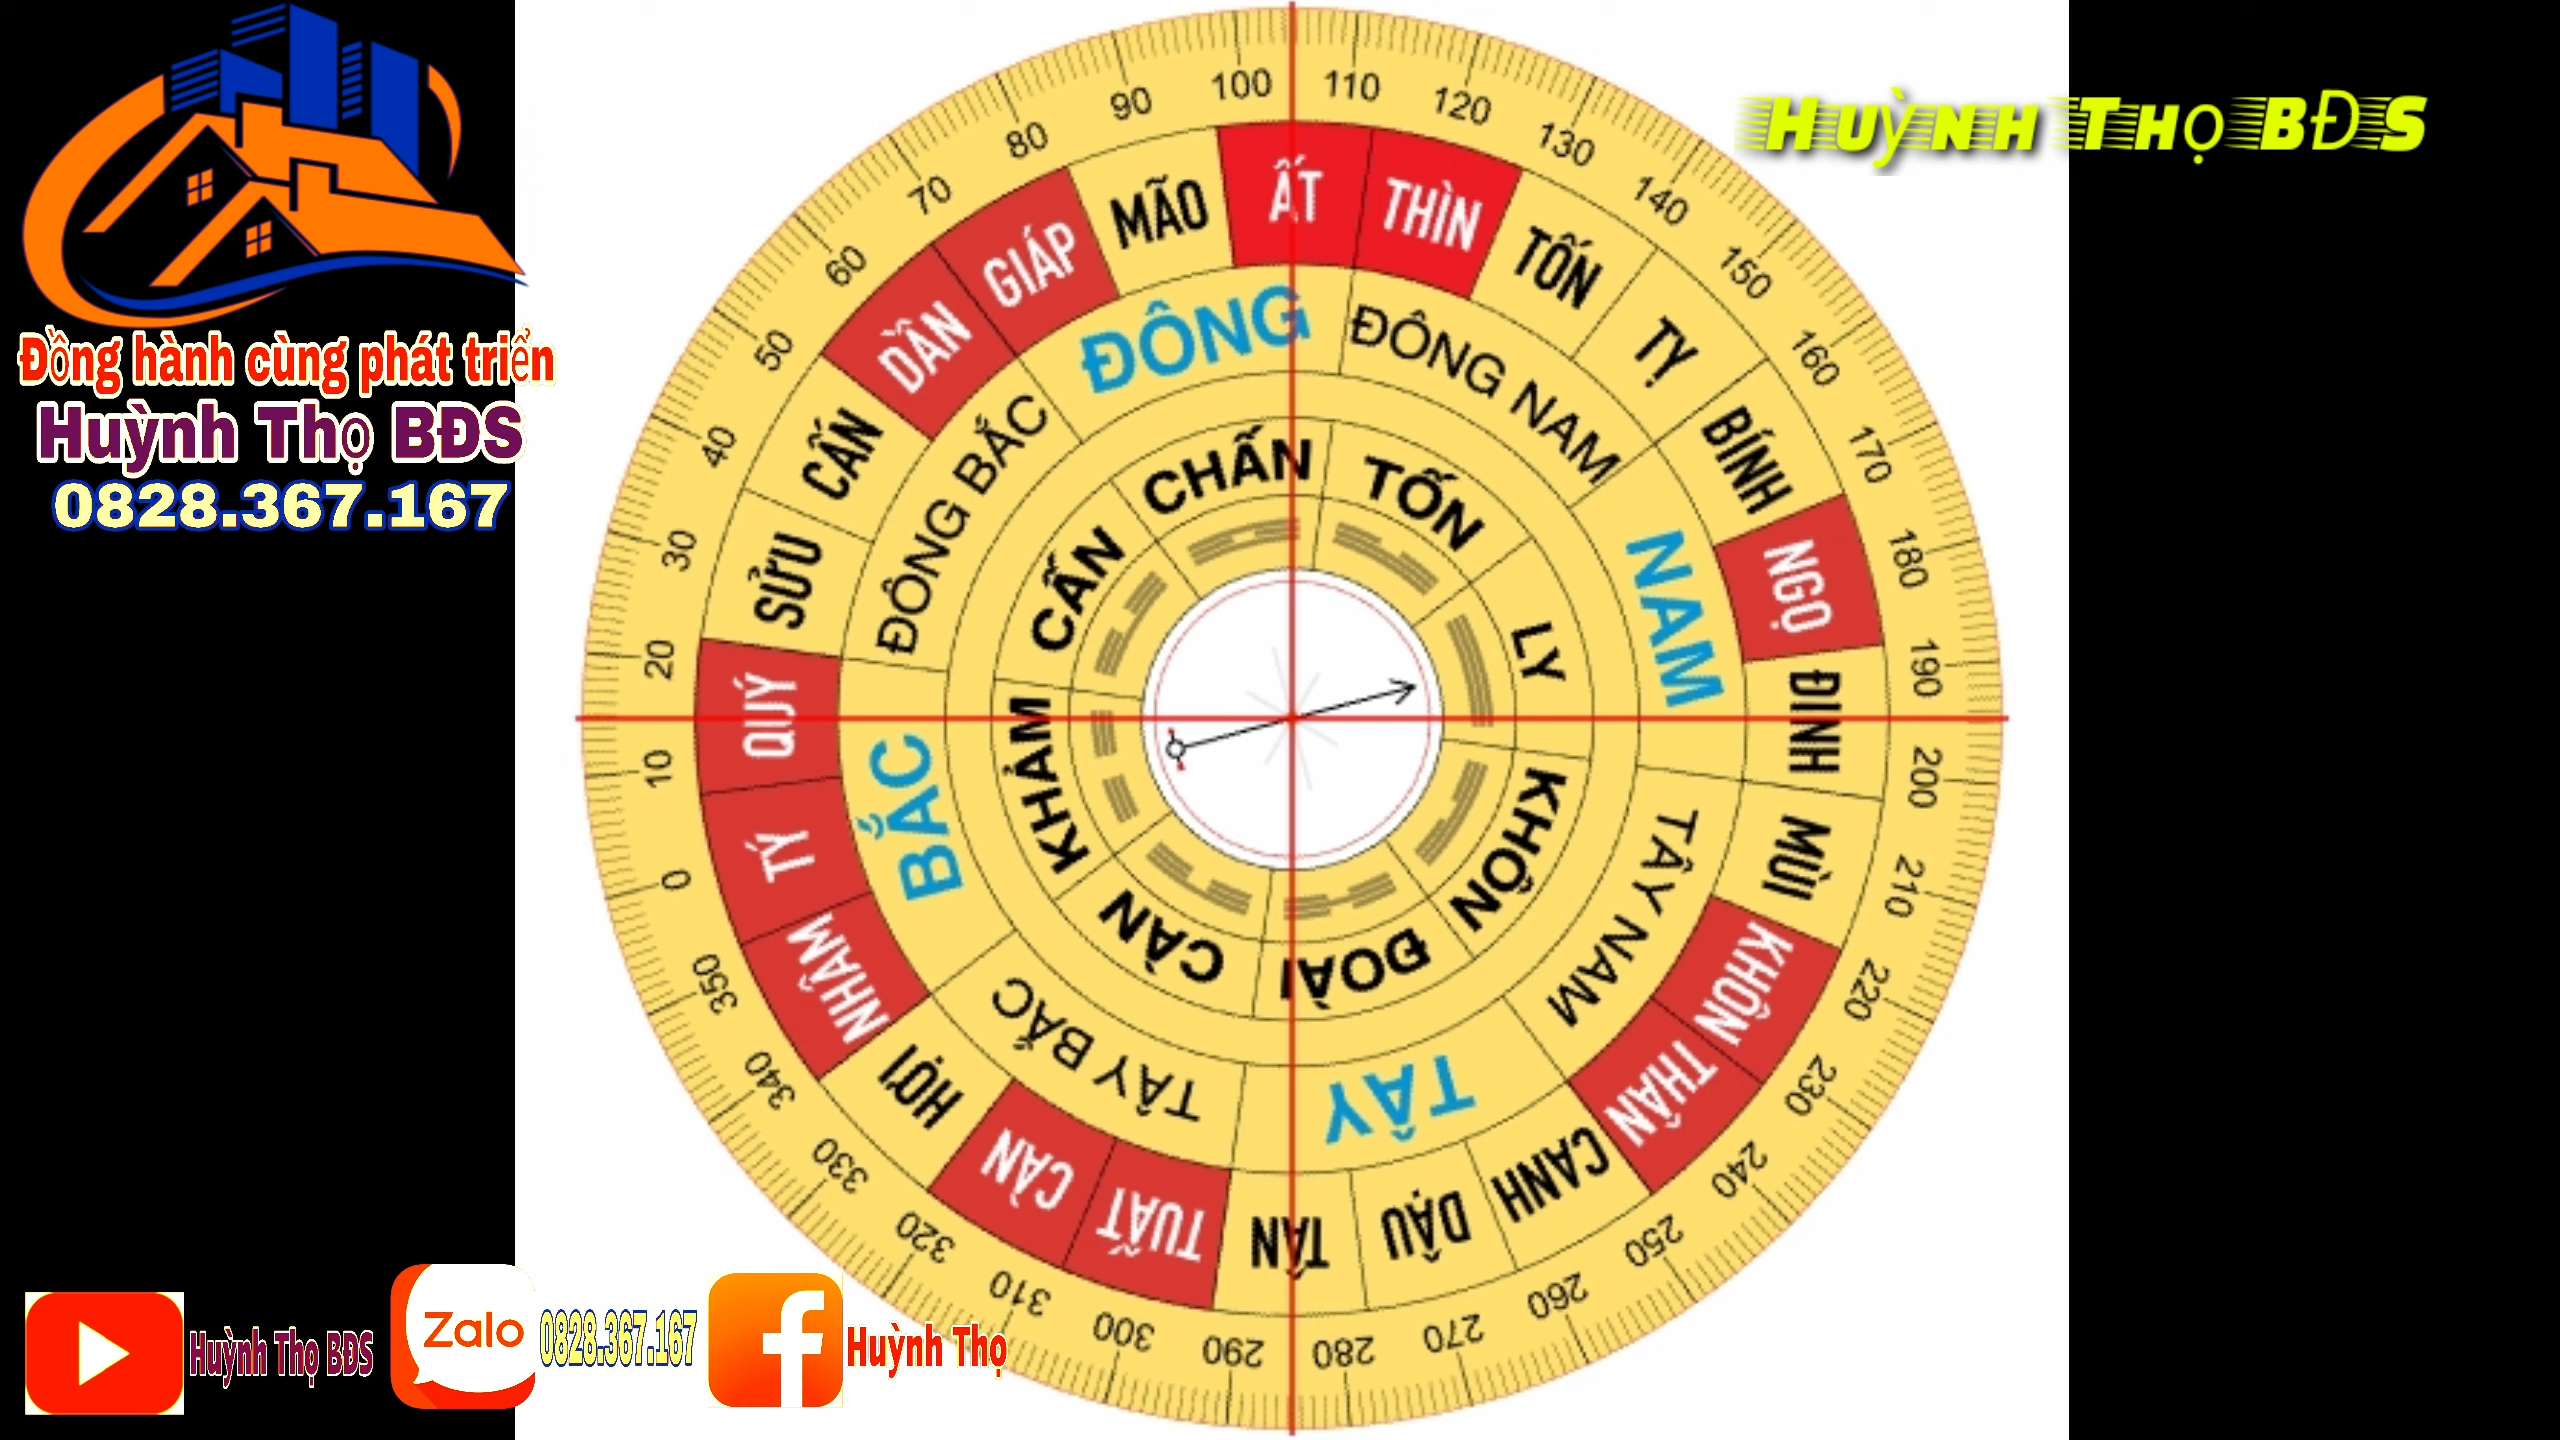 Đồng hành cùng phát triển
Huỳnh Thọ BĐS
0828.367.167
Huỳnh Thọ BĐS
0
10
20
30
40
50
60
70
80
90
100
110
120
130
140
150
160
170
180
190
200
210
220
230
240
250
260
270
280
290
300
310
320
330
340
350
TÝ
QUÝ
SỬU
CẤN
DẦN
GIÁP
MÃO
ẤT
THÌN
TỐN
TỴ
BÍNH
NGỌ
ĐINH
MÙI
KHÔN
THÂN
CANH
DẬU
TÂN
TUẤT
CÀN
HỢI
NHÂM
BẮC
ĐÔNG BẮC
ĐÔNG
ĐÔNG NAM
NAM
TÂY NAM
TÂY
TÂY BẮC
KHẢM
CẤN
CHẤN
TỐN
LY
KHÔN
ĐOÀI
CÀN
Huỳnh Thọ BĐS
Zalo
0828.367.167
Huỳnh Thọ